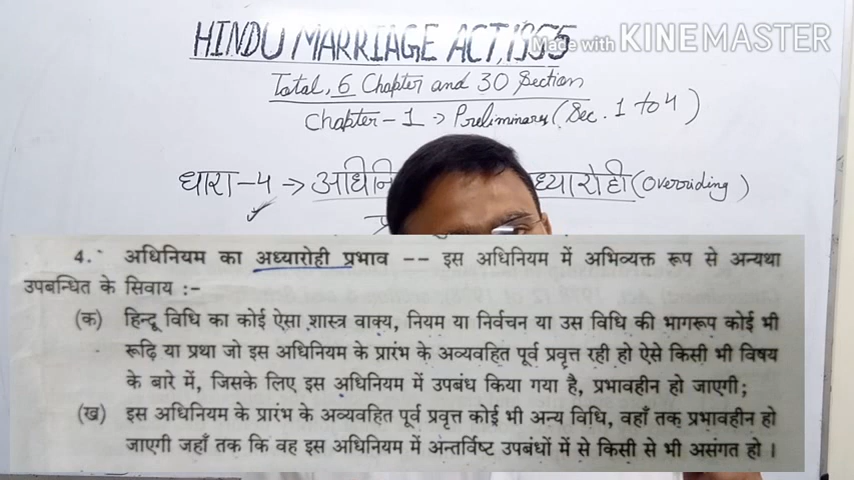 HINDU MARRIAGE ACT, 1955
Made with KINEMASTER
Total, 6 Chapter and 30 Section
Chapter-1 → Preliminary (Sec. 1 to 4)
धारा-4 → अधिनि ध्यारोही (Overriding)
4. अधिनियम का अध्यारोही प्रभाव -- इस अधिनियम में अभिव्यक्त रूप से अन्यथा
उपबन्धित के सिवाय :-
(क) हिन्दू विधि का कोई ऐसा शास्त्र वाक्य, नियम या निर्वचन या उस विधि की भागरूप कोई भी
रूढ़ि या प्रथा जो इस अधिनियम के प्रारंभ के अव्यवहित पूर्व प्रवृत्त रही हो ऐसे किसी भी विषय
के बारे में, जिसके लिए इस अधिनियम में उपबंध किया गया है, प्रभावहीन हो जाएगी;
(ख) इस अधिनियम के प्रारंभ के अव्यवहित पूर्व प्रवृत्त कोई भी अन्य विधि, वहाँ तक प्रभावहीन हो
जाएगी जहाँ तक कि वह इस अधिनियम में अन्तर्विष्ट उपबंधों में से किसी से भी असंगत हो ।